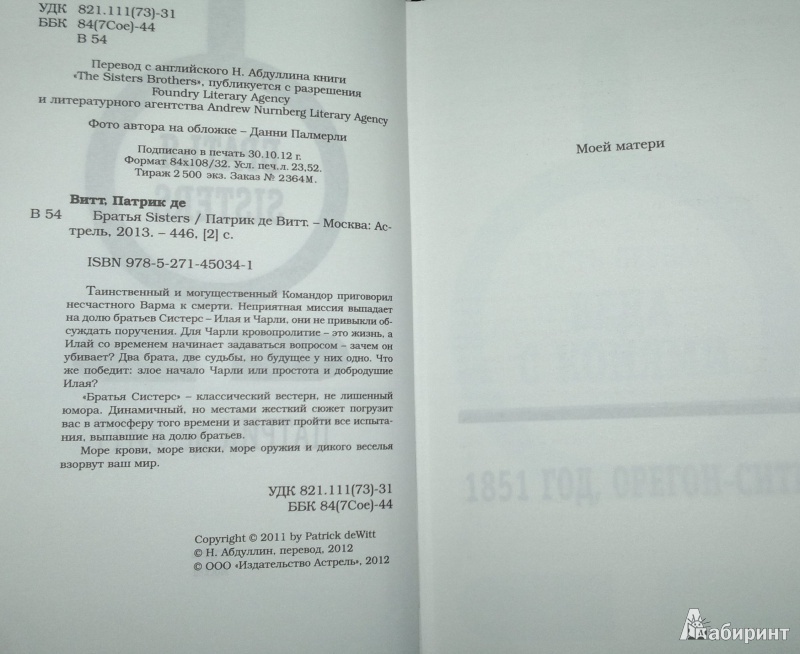 УДК 821.111(73)-31
ББК 84(7Сое)-44
В 54
Перевод с английского Н. Абдуллина книги
«The Sisters Brothers», публикуется с разрешения
Foundry Literary Agency
и литературного агентства Andrew Nurnberg Literary Agency
Фото автора на обложке – Данни Палмерли
Подписано в печать 30.10.12 г.
Формат 84x108/32. Усл. печ.л. 23,52.
Тираж 2 500 экз. Заказ № 2364М.
Витт, Патрик де
В 54 Братья Sisters / Патрик де Витт. – Москва: Ас-
трель, 2013. – 446, [2] с.
ISBN 978-5-271-45034-1
Таинственный и могущественный Командор приговорил
несчастного Варма к смерти. Неприятная миссия выпадает
на долю братьев Систерс – Илая и Чарли, они не привыкли об-
суждать поручения. Для Чарли кровопролитие – это жизнь, а
Илай со временем начинает задаваться вопросом – зачем он
убивает? Два брата, две судьбы, но будущее у них одно. Что
же победит: злое начало Чарли или простота и добродушие
Илая?
«Братья Систерс» – классический вестерн, не лишенный
юмора. Динамичный, но местами жесткий сюжет погрузит
вас в атмосферу того времени и заставит пройти все испыта-
ния, выпавшие на долю братьев.
Море крови, море виски, море оружия и дикого веселья
взорвут ваш мир.
УДК 821.111(73)-31
ББК 84(7Сое)-44
Copyright © 2011 by Patrick deWitt
© Н. Абдуллин, перевод, 2012
© ООО «Издательство Астрель», 2012
Моей матери
1851 ГОД, ОРЕГОН-СИТИ
Лабиринт